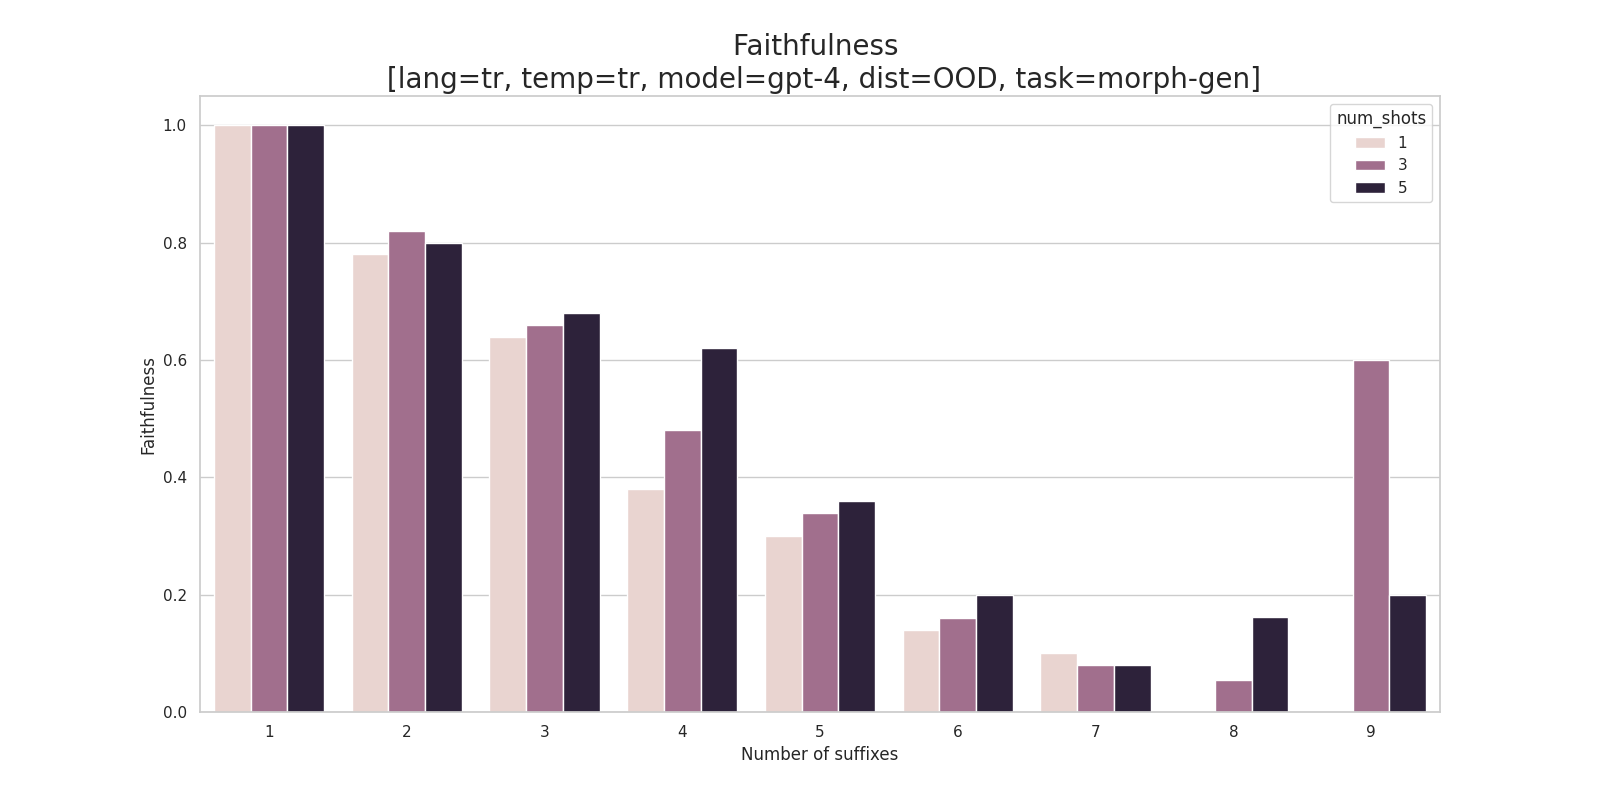 Faithfulness
[lang=tr, temp=tr, model=gpt-4, dist=OOD, task=morph-gen]
num_shots
1
3
5
Faithfulness
1.0
0.8
0.6
0.4
0.2
0.0
1 2 3 4 5 6 7 8 9
Number of suffixes